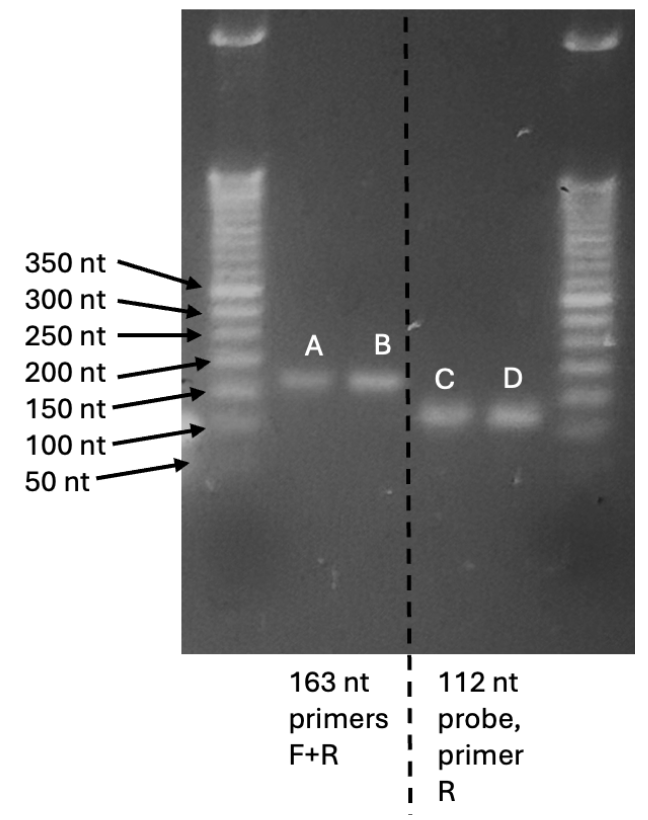 350 nt
300 nt
250 nt
200 nt
150 nt
100 nt
50 nt
A
B
C
D
163 nt
primers
F+R
112 nt
probe,
primer
R